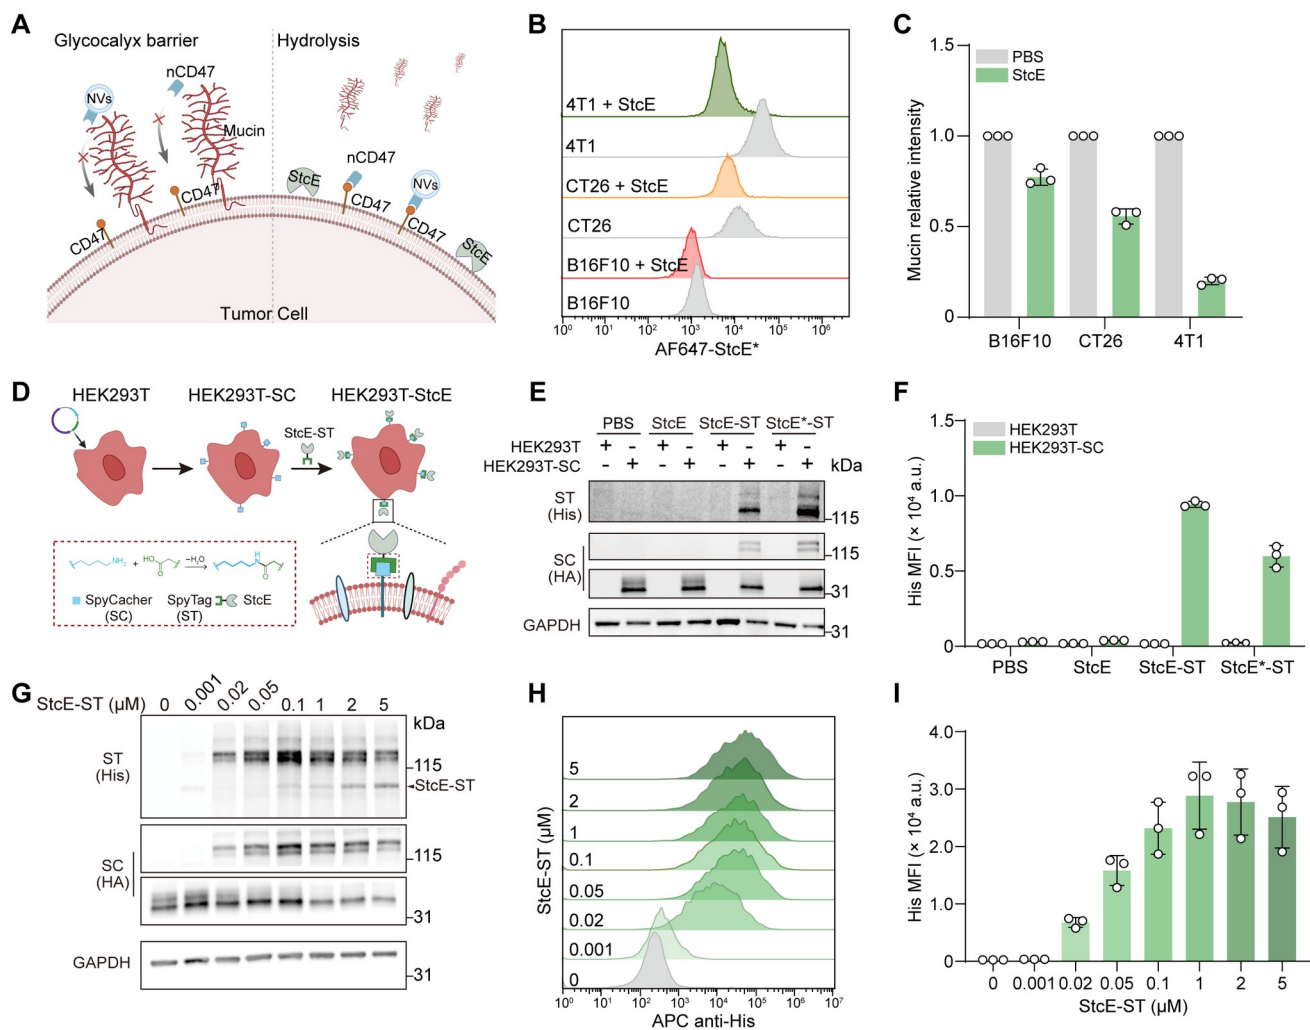 A
Glycocalyx barrier
Hydrolysis
nCD47
NVs
Mucin
CD47
CD47
StcE
nCD47
NVs
CD47
CD47
StcE
Tumor Cell
B
4T1 + StcE
4T1
CT26 + StcE
CT26
B16F10 + StcE
B16F10
10⁰ 10¹ 10² 10³ 10⁴ 10⁵ 10⁶
AF647-StcE*
C
PBS
StcE
Mucin relative intensity
1.5
1.0
0.5
0
B16F10 CT26 4T1
D
HEK293T HEK293T-SC HEK293T-StcE
StcE-ST
NH₂ + HO O −H₂O H N O
SpyCacher (SC)
SpyTag (ST)
StcE
E
PBS StcE StcE-ST StcE*-ST
HEK293T + - + - + - + -
HEK293T-SC - + - + - + - + kDa
ST (His) 115
SC (HA) 115
31
GAPDH 31
F
HEK293T
HEK293T-SC
His MFI (× 10⁴ a.u.)
1.5
1.0
0.5
0
PBS StcE StcE-ST StcE*-ST
G
StcE-ST (μM) 0 0.001 0.02 0.05 0.1 1 2 5
kDa
ST (His) 115
StcE-ST
SC (HA) 115
31
GAPDH 31
H
StcE-ST (μM)
5
2
1
0.1
0.05
0.02
0.001
0
10⁰ 10¹ 10² 10³ 10⁴ 10⁵ 10⁶ 10⁷
APC anti-His
I
His MFI (× 10⁴ a.u.)
4.0
3.0
2.0
1.0
0
0 0.001 0.02 0.05 0.1 1 2 5
StcE-ST (μM)